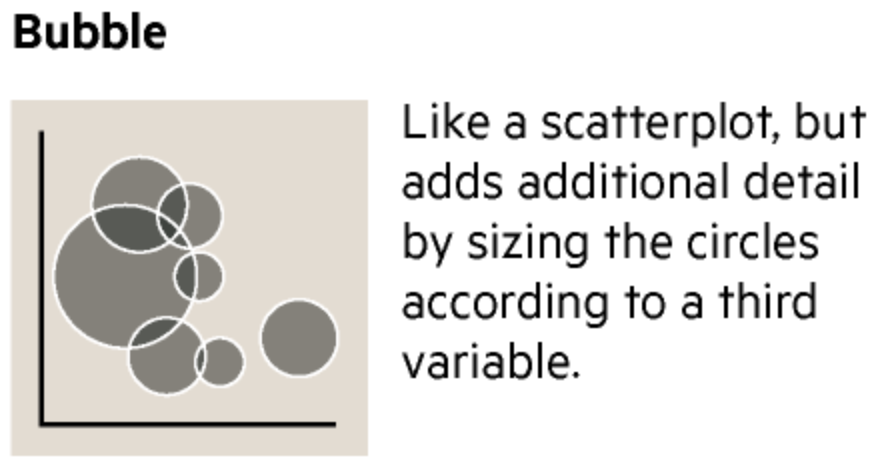 Bubble
Like a scatterplot, but
adds additional detail
by sizing the circles
according to a third
variable.